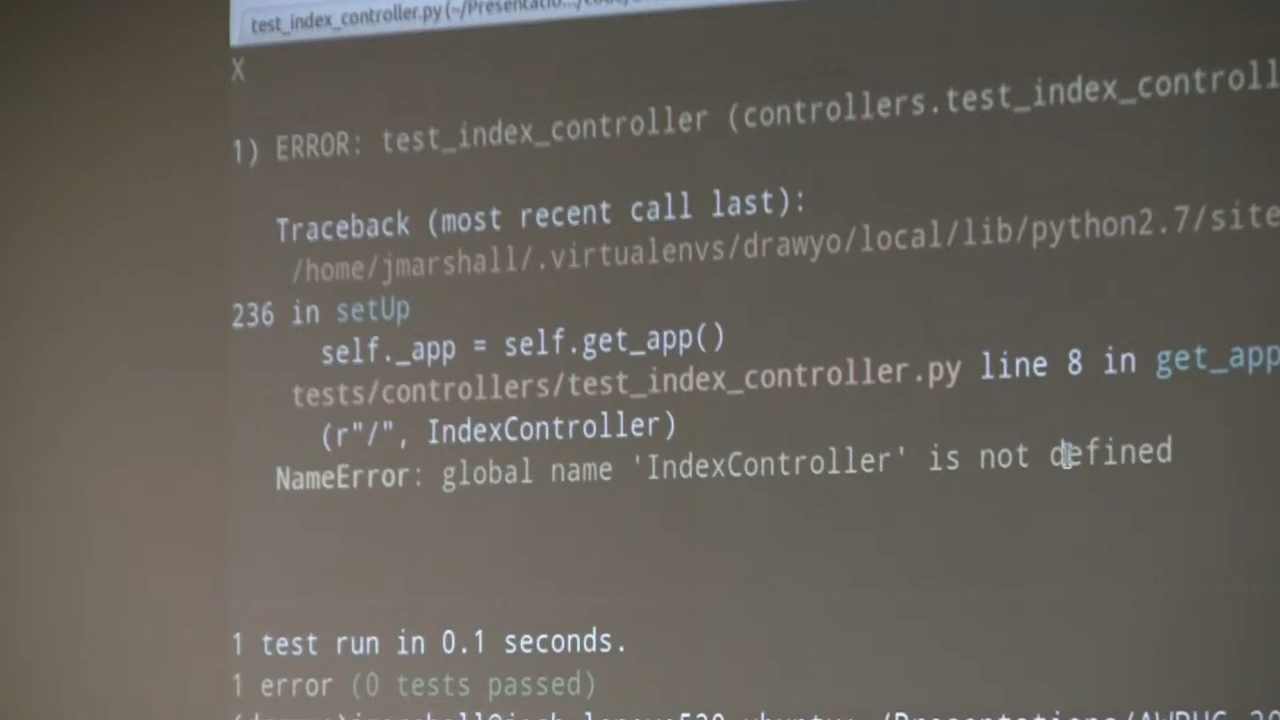 test_index_controller.py (~/Presentatio.../code/
X
1) ERROR: test_index_controller (controllers.test_index_controll
Traceback (most recent call last):
/home/jmarshall/.virtualenvs/drawyo/local/lib/python2.7/site
236 in setUp
self._app = self.get_app()
tests/controllers/test_index_controller.py line 8 in get_app
(r"/", IndexController)
NameError: global name 'IndexController' is not defined
1 test run in 0.1 seconds.
1 error (0 tests passed)